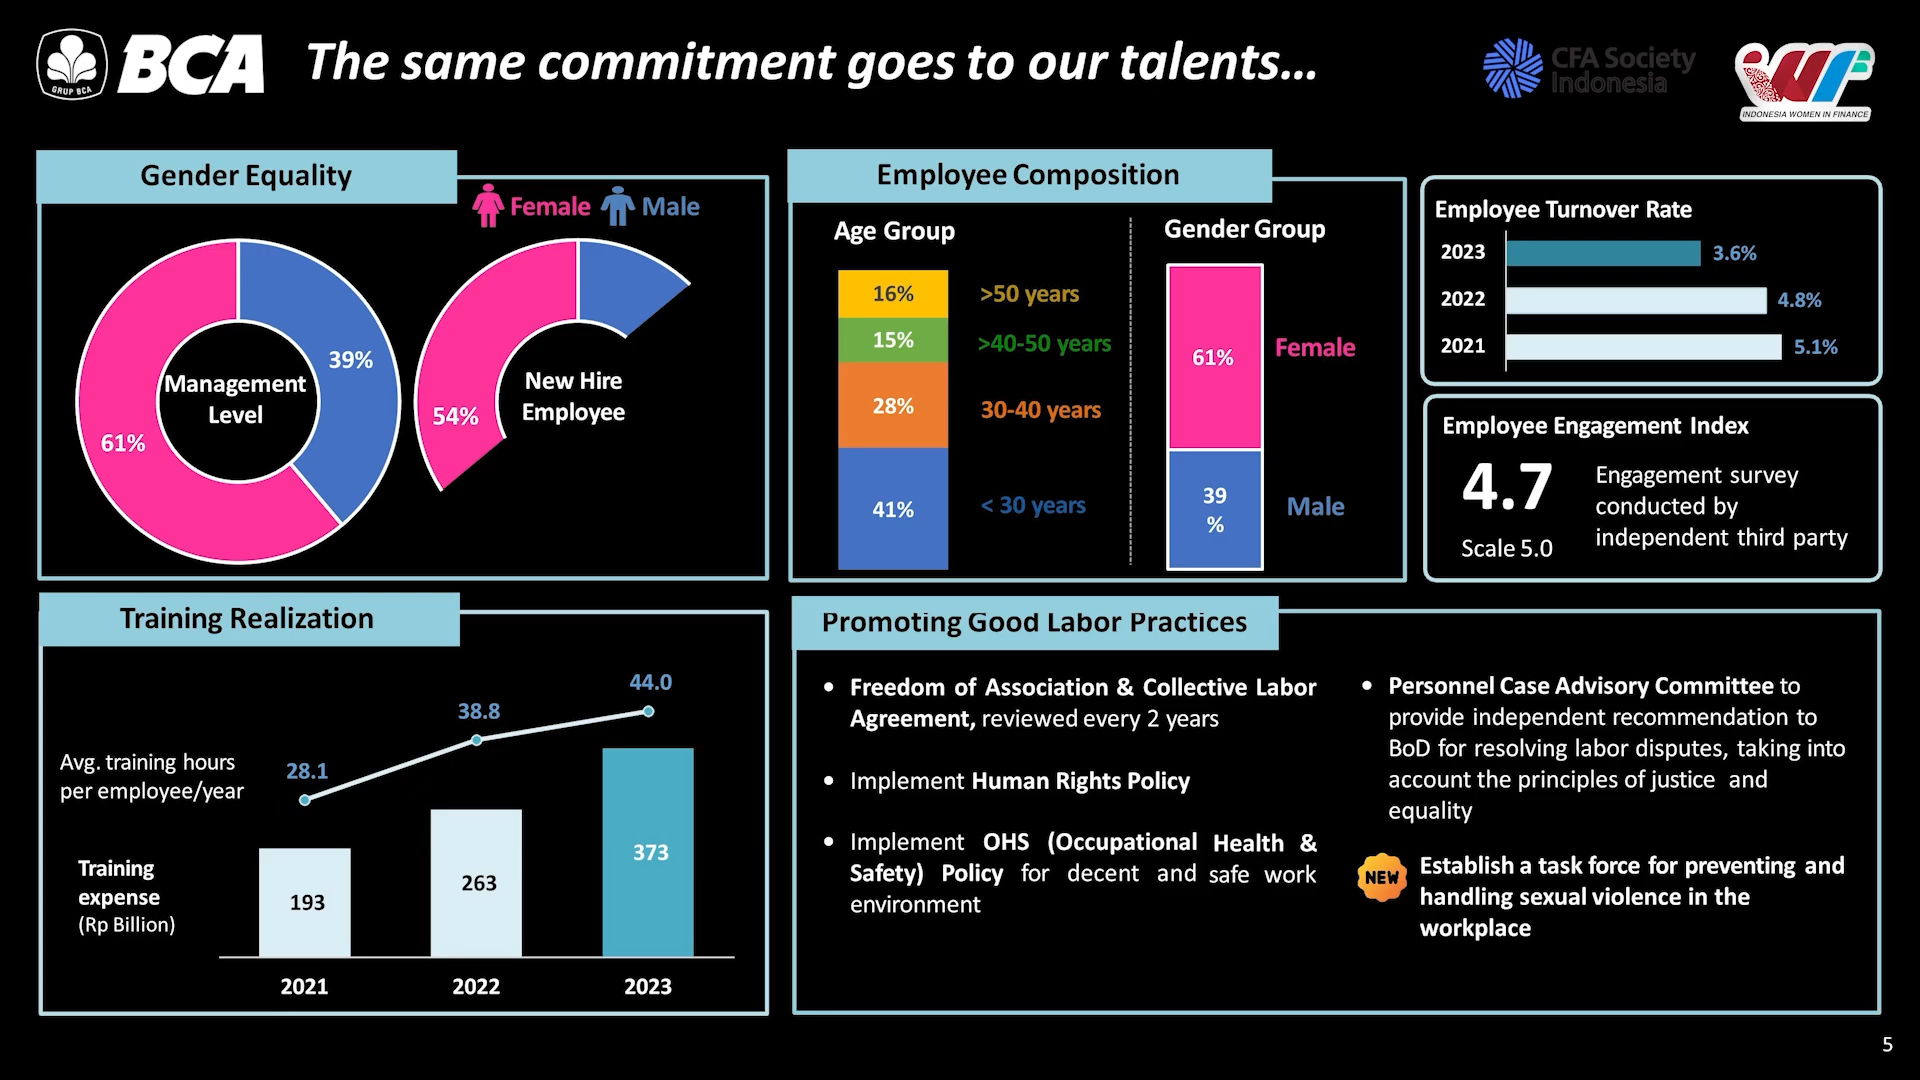 GRUP BCA
BCA
The same commitment goes to our talents...
CFA Society
Indonesia
IWF
INDONESIA WOMEN IN FINANCE
Gender Equality
Female
Male
39%
Management
Level
61%
54%
New Hire
Employee
Employee Composition
Age Group
16%
>50 years
15%
>40-50 years
28%
30-40 years
41%
< 30 years
Gender Group
61%
Female
39
%
Male
Employee Turnover Rate
2023
3.6%
2022
4.8%
2021
5.1%
Employee Engagement Index
4.7
Scale 5.0
Engagement survey
conducted by
independent third party
Training Realization
Avg. training hours
per employee/year
28.1
38.8
44.0
Training
expense
(Rp Billion)
193
263
373
2021
2022
2023
Promoting Good Labor Practices
• Freedom of Association & Collective Labor
Agreement, reviewed every 2 years
• Implement Human Rights Policy
• Implement OHS (Occupational Health &
Safety) Policy for decent and safe work
environment
• Personnel Case Advisory Committee to
provide independent recommendation to
BoD for resolving labor disputes, taking into
account the principles of justice and
equality
NEW
Establish a task force for preventing and
handling sexual violence in the
workplace
5